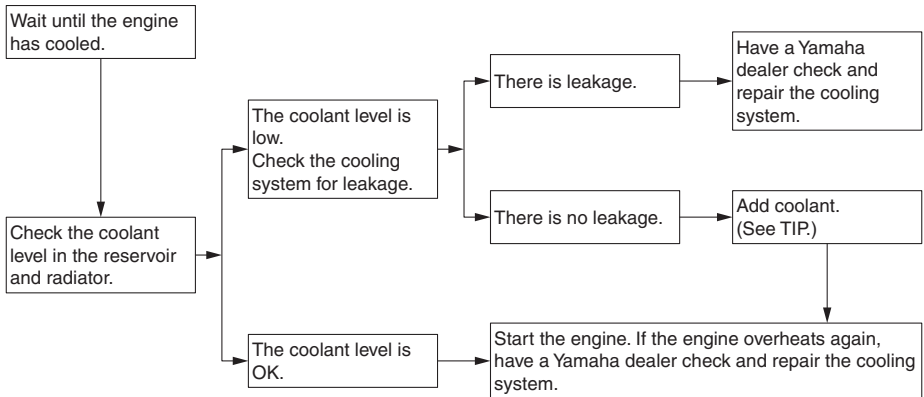 Wait until the engine
has cooled.
Check the coolant
level in the reservoir
and radiator.
The coolant level is
low.
Check the cooling
system for leakage.
There is leakage.
Have a Yamaha
dealer check and
repair the cooling
system.
There is no leakage.
Add coolant.
(See TIP.)
The coolant level is
OK.
Start the engine. If the engine overheats again,
have a Yamaha dealer check and repair the cooling
system.